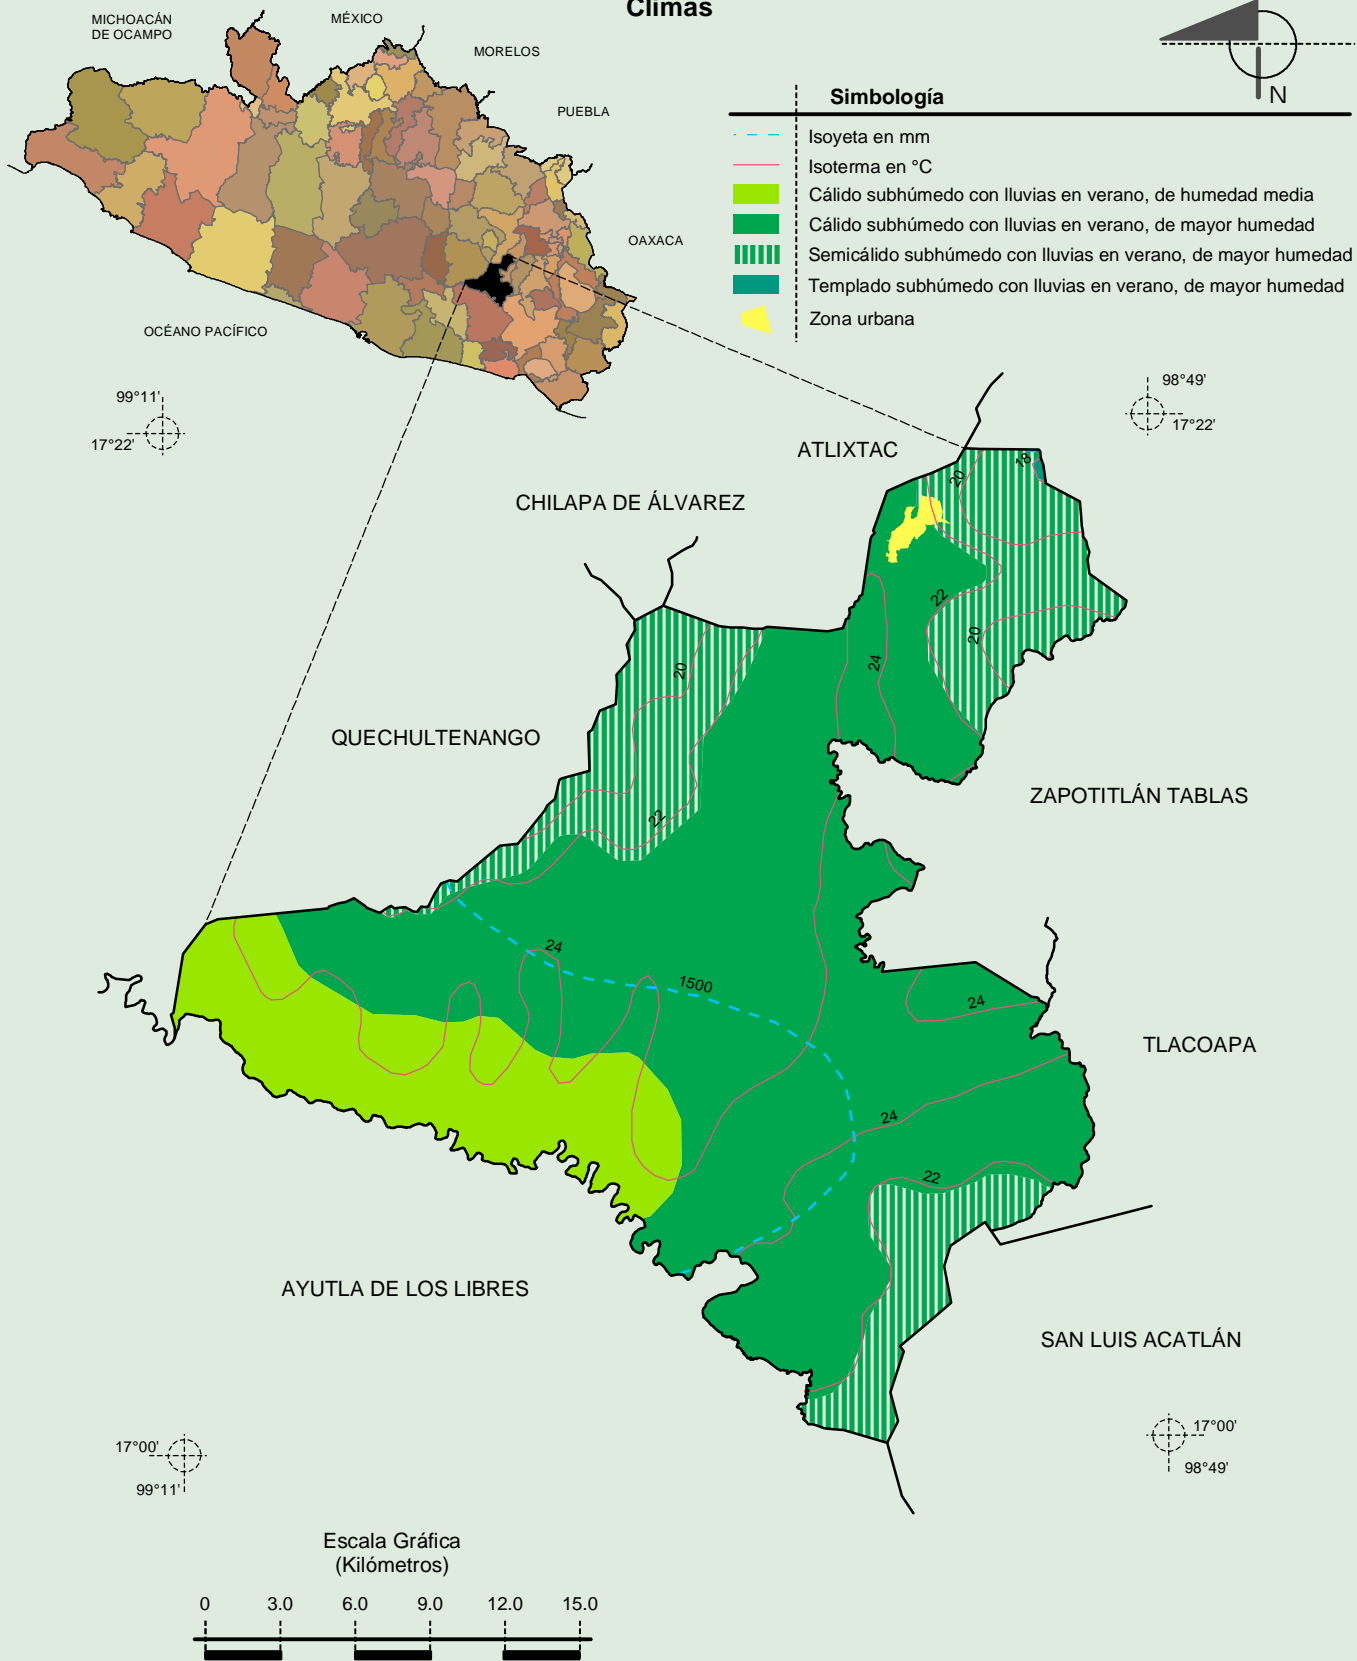 Climas
MICHOACÁN
DE OCAMPO
MÉXICO
MORELOS
PUEBLA
OAXACA
OCÉANO PACÍFICO
N
Simbología
Isoyeta en mm
Isoterma en °C
Cálido subhúmedo con lluvias en verano, de humedad media
Cálido subhúmedo con lluvias en verano, de mayor humedad
Semicálido subhúmedo con lluvias en verano, de mayor humedad
Templado subhúmedo con lluvias en verano, de mayor humedad
Zona urbana
99°11'
17°22'
98°49'
17°22'
ATLIXTAC
CHILAPA DE ÁLVAREZ
18
20
22
20
24
20
QUECHULTENANGO
ZAPOTITLÁN TABLAS
22
24
1500
24
TLACOAPA
24
22
AYUTLA DE LOS LIBRES
SAN LUIS ACATLÁN
17°00'
99°11'
17°00'
98°49'
Escala Gráfica
(Kilómetros)
0 3.0 6.0 9.0 12.0 15.0